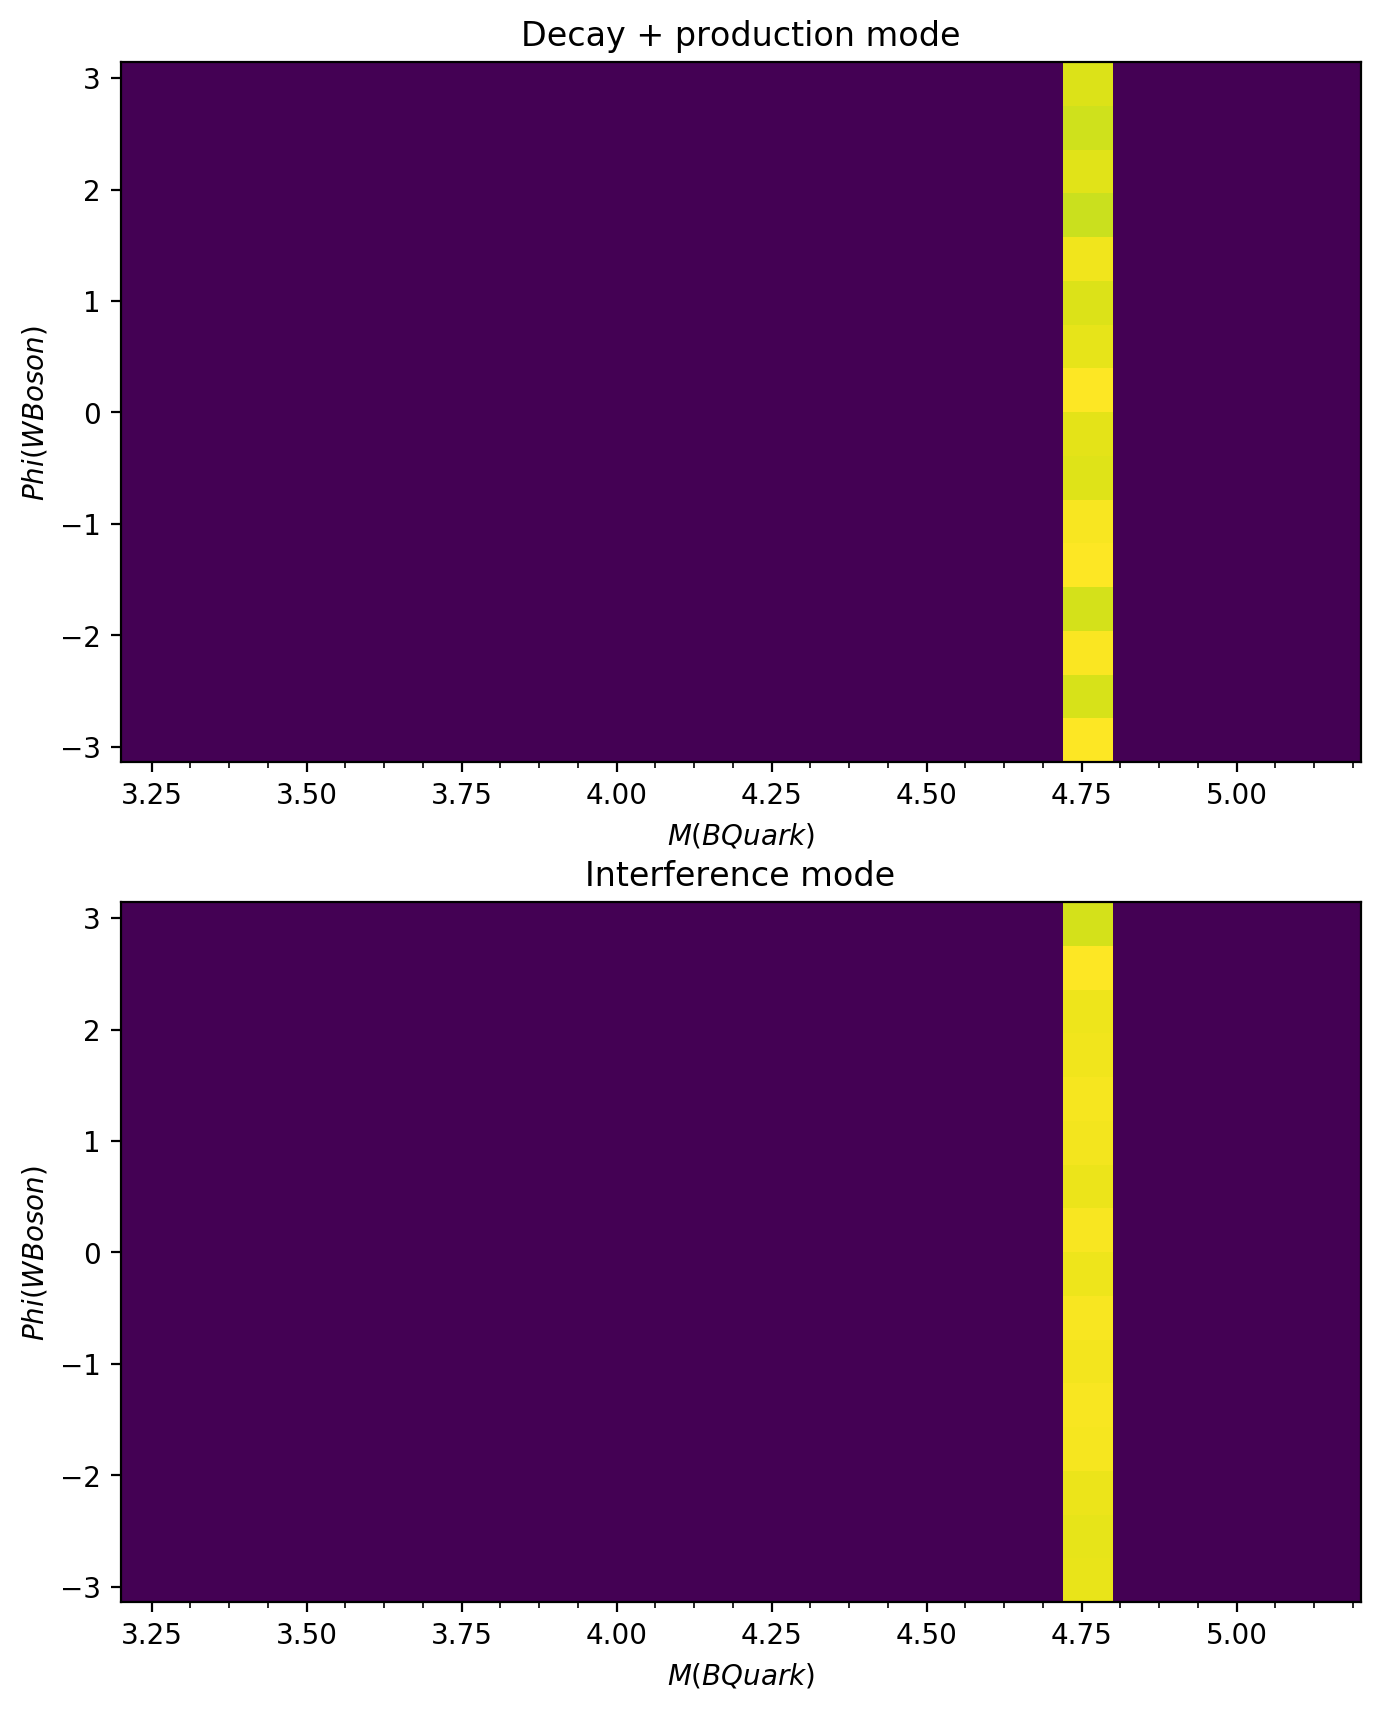 Decay + production mode
3
2
1
0
−1
−2
−3
Phi(WBoson)
3.25 3.50 3.75 4.00 4.25 4.50 4.75 5.00
M(BQuark)
Interference mode
3
2
1
0
−1
−2
−3
Phi(WBoson)
3.25 3.50 3.75 4.00 4.25 4.50 4.75 5.00
M(BQuark)